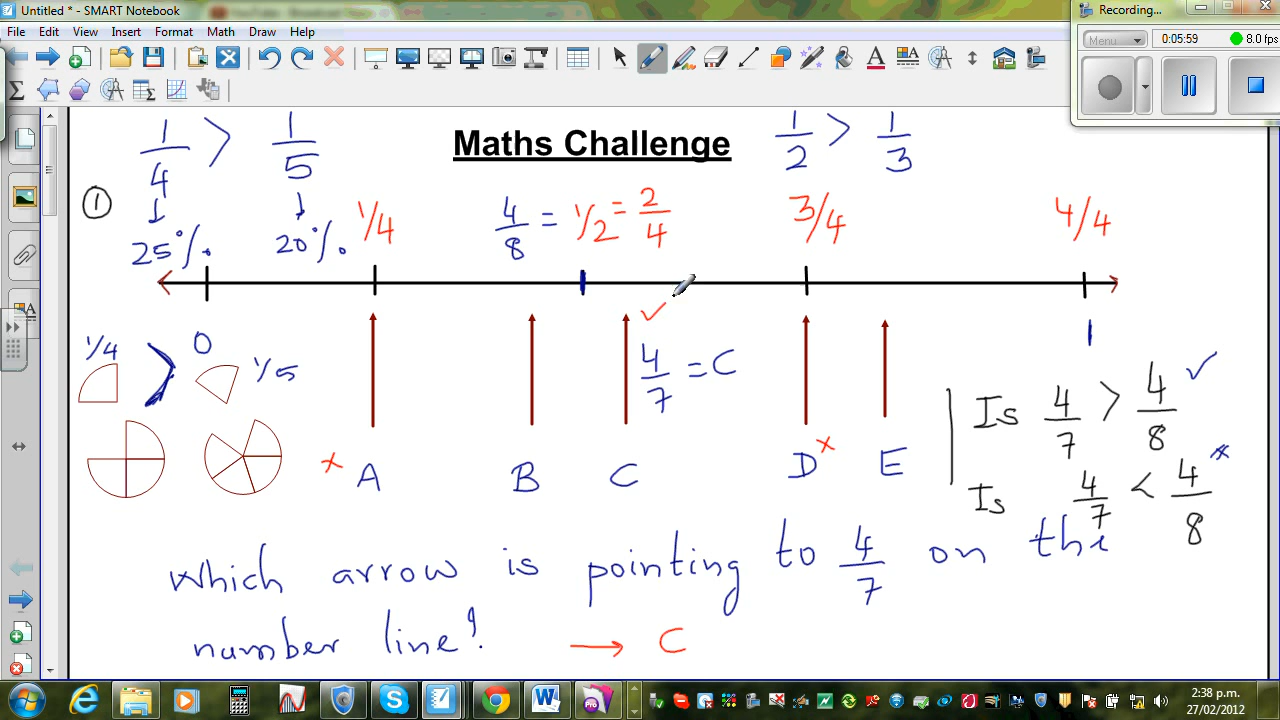 Untitled * - SMART Notebook
Recording...
File Edit View Insert Format Math Draw Help
Menu 0:05:59 8.0 fps
1/4 > 1/5
Maths Challenge
1/2 > 1/3
①
25% 20%
1/4 4/8 = 1/2 = 2/4 3/4 4/4
1/4 > 0 1/5
✓
4/7 = C
Is 4/7 > 4/8 ✓
x A B C D x E
Is 4/7 < 4/8 x
Which arrow is pointing to 4/7 on the
number line? → C
2:38 p.m.
27/02/2012